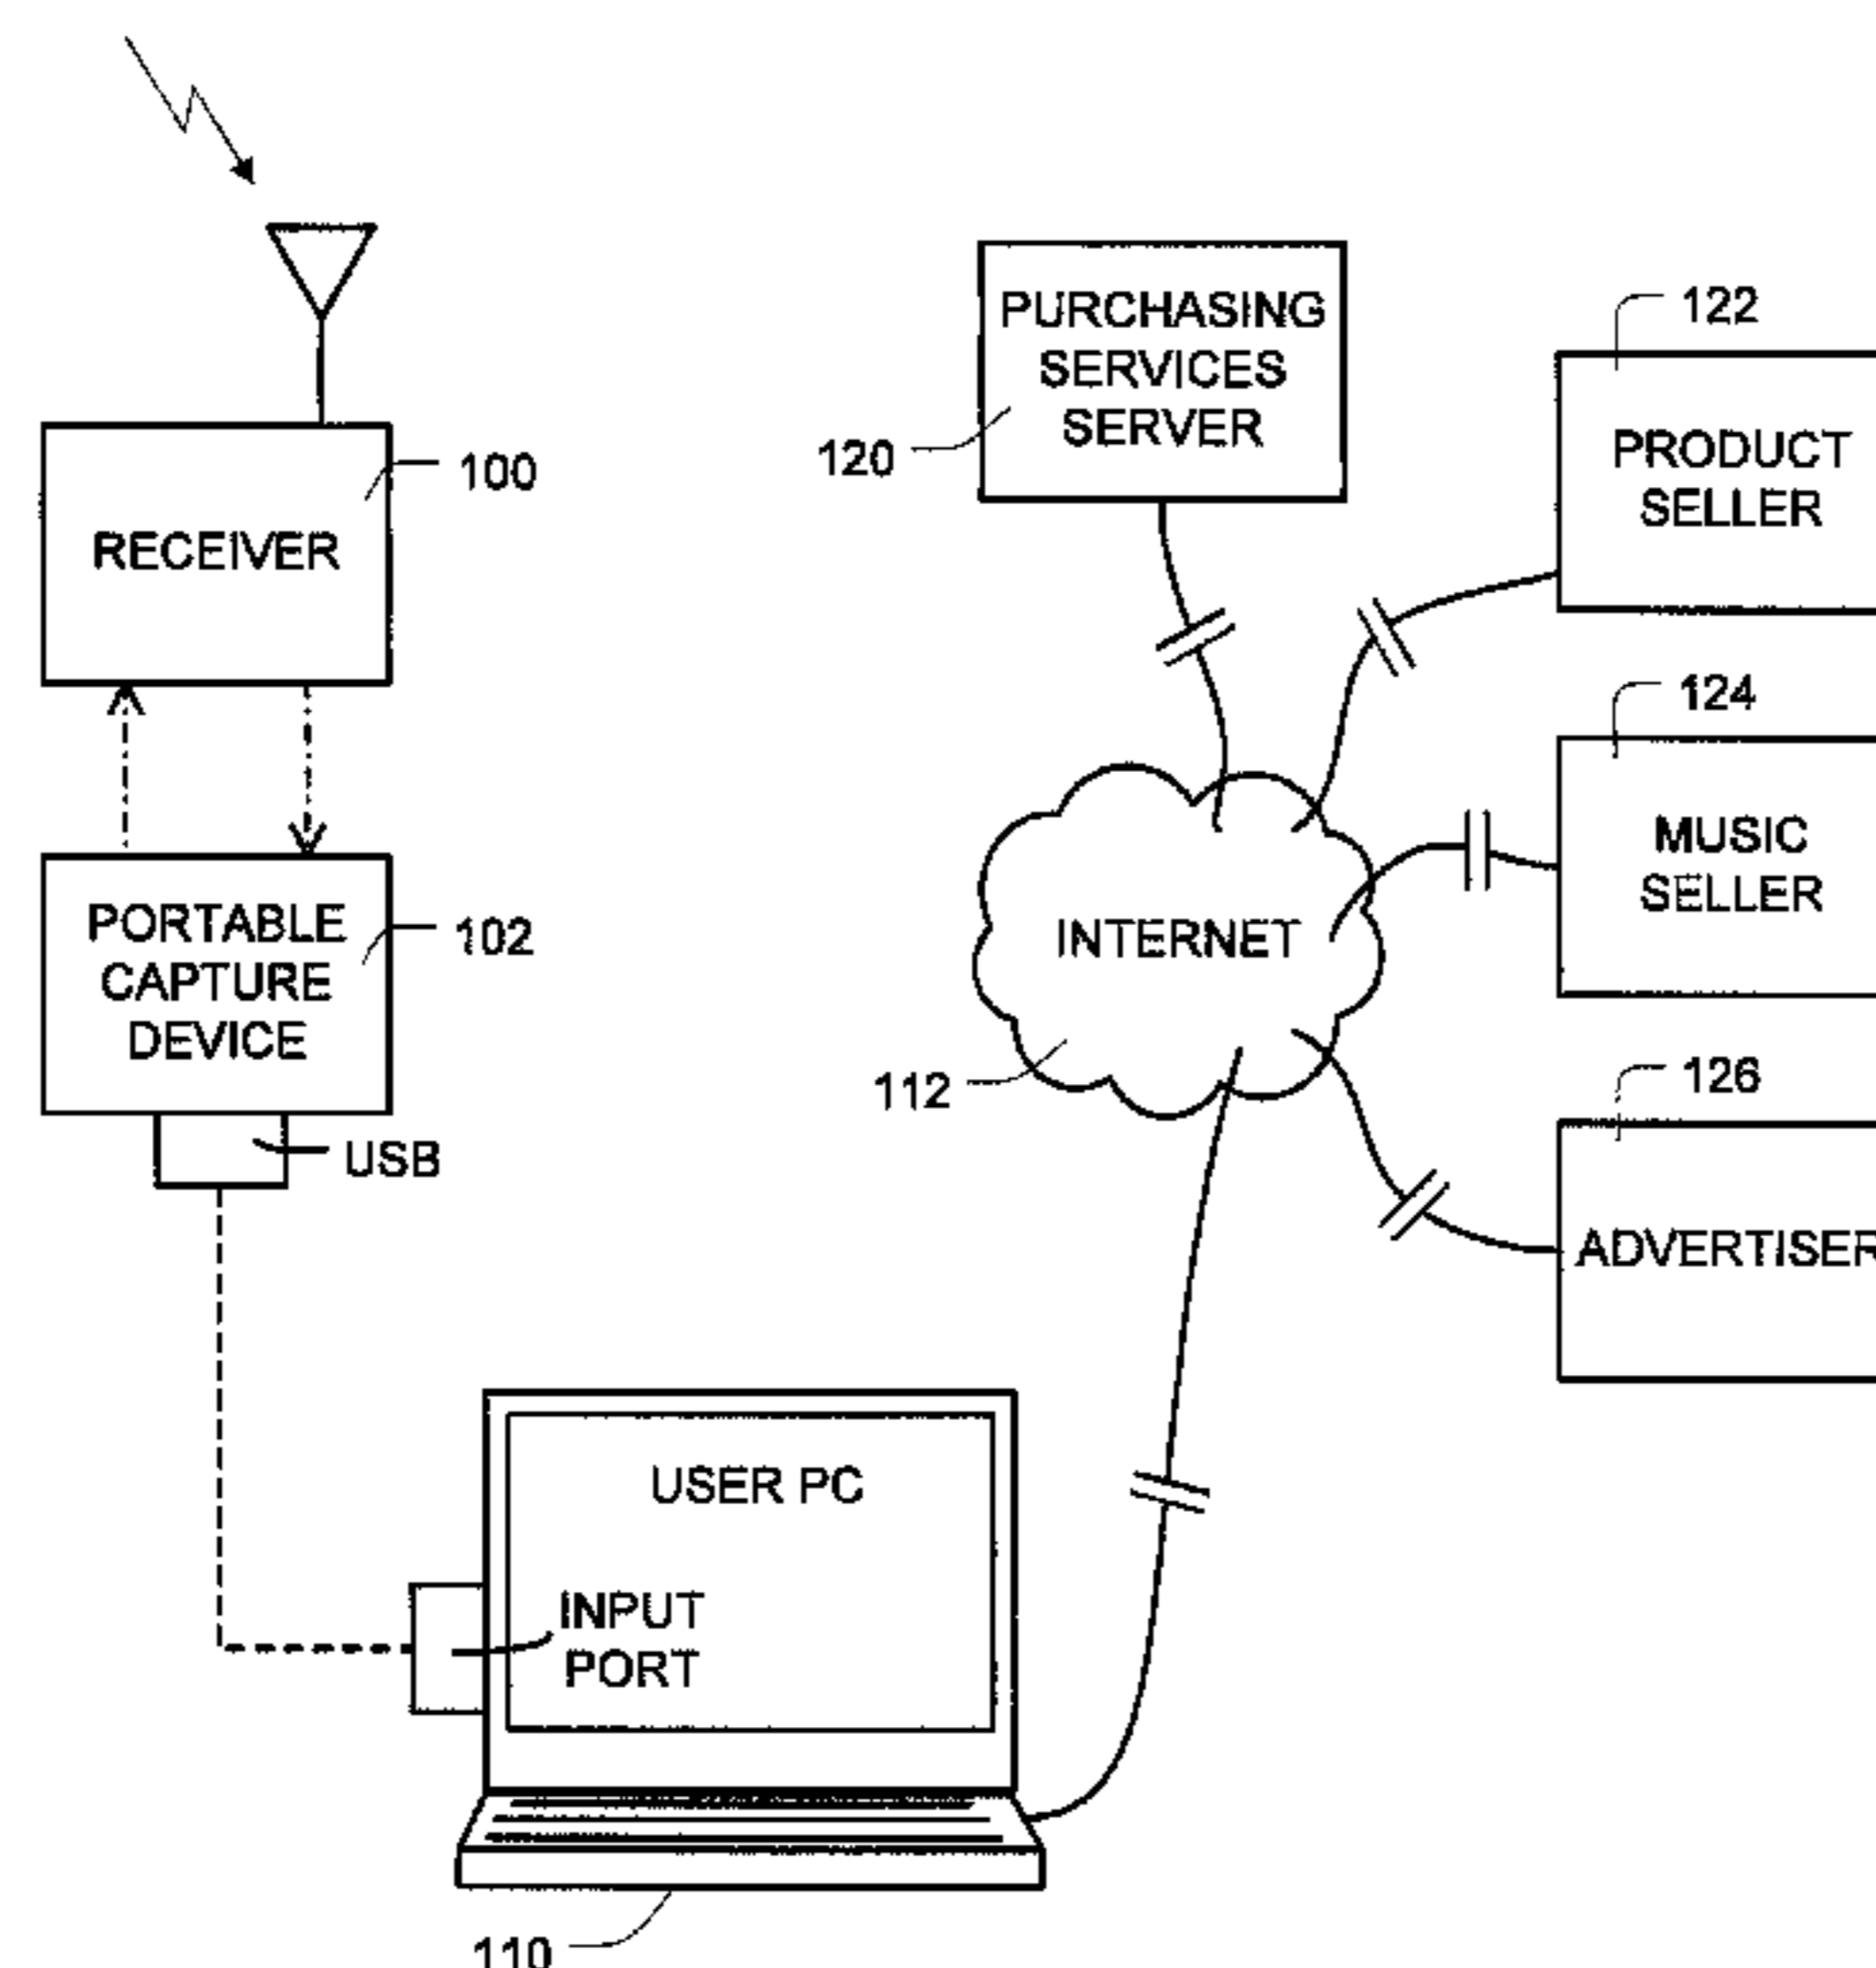 PURCHASING
SERVICES
SERVER
120
122
PRODUCT
SELLER
100
RECEIVER
124
MUSIC
SELLER
PORTABLE
CAPTURE
DEVICE
102
INTERNET
112
USB
126
ADVERTISER
USER PC
INPUT
PORT
110